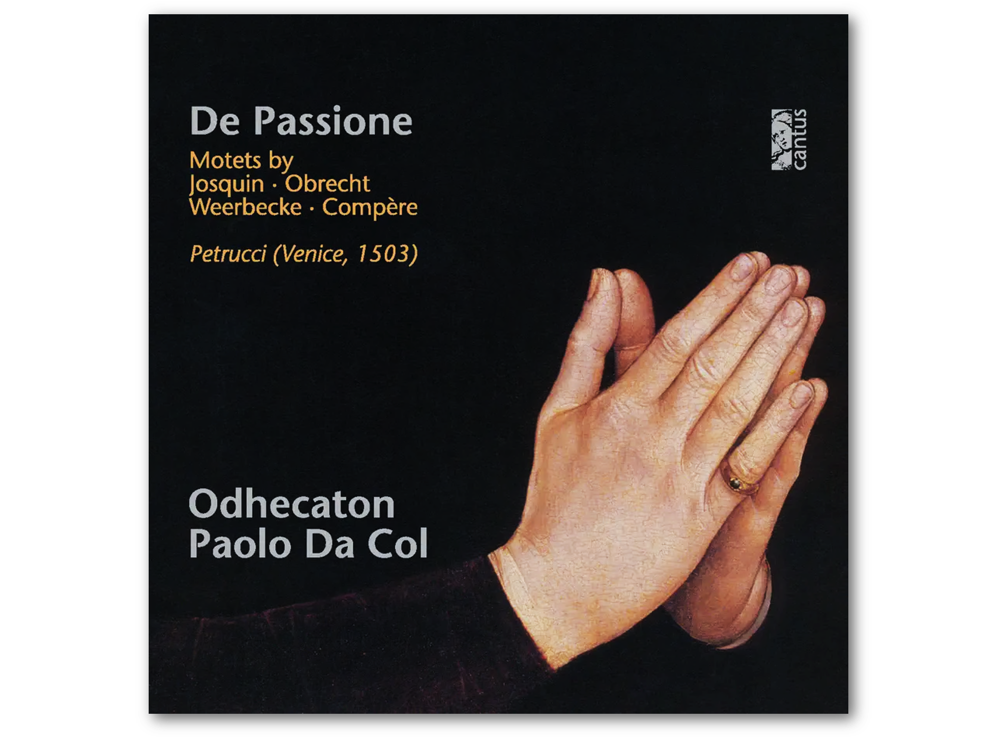 De Passione
Motets by
Josquin · Obrecht
Weerbecke · Compère
Petrucci (Venice, 1503)
cantus
Odhecaton
Paolo Da Col